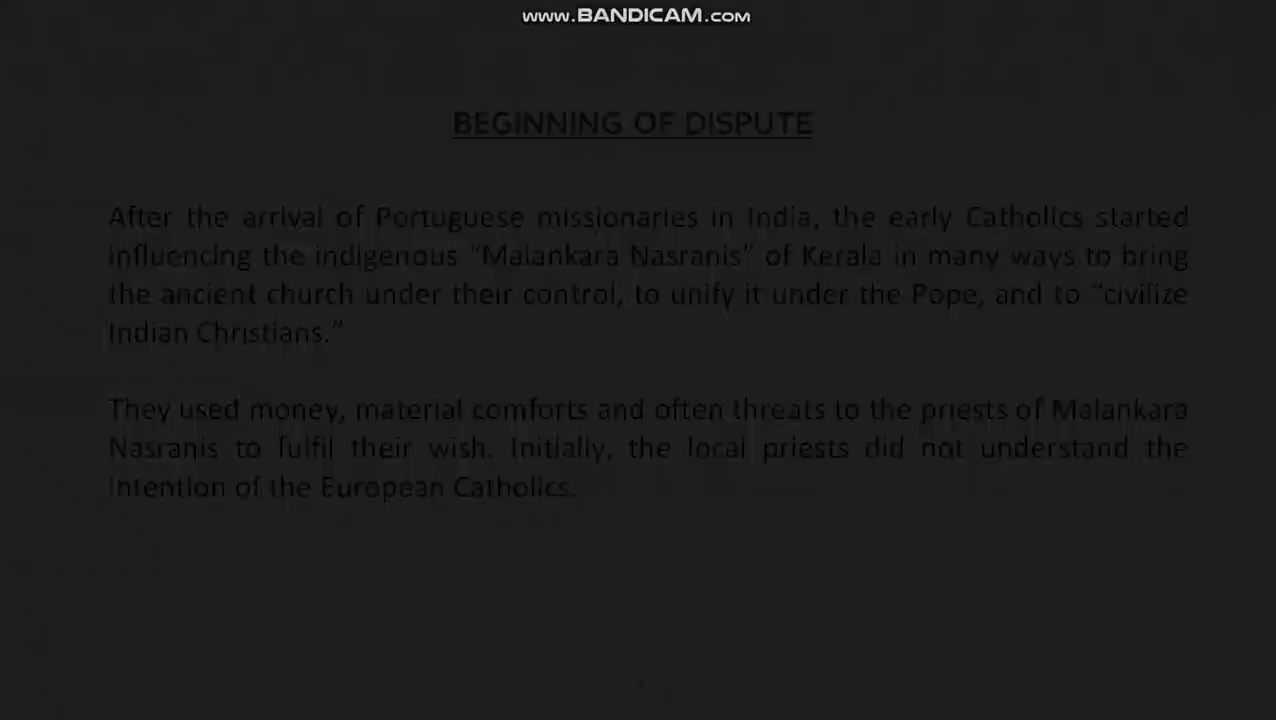 www.BANDICAM.com
BEGINNING OF DISPUTE
After the arrival of Portuguese missionaries in India, the early Catholics started
influencing the indigenous “Malankara Nasranis” of Kerala in many ways to bring
the ancient church under their control, to unify it under the Pope, and to “civilize
Indian Christians.”
They used money, material comforts and often threats to the priests of Malankara
Nasranis to fulfil their wish. Initially, the local priests did not understand the
intention of the European Catholics.